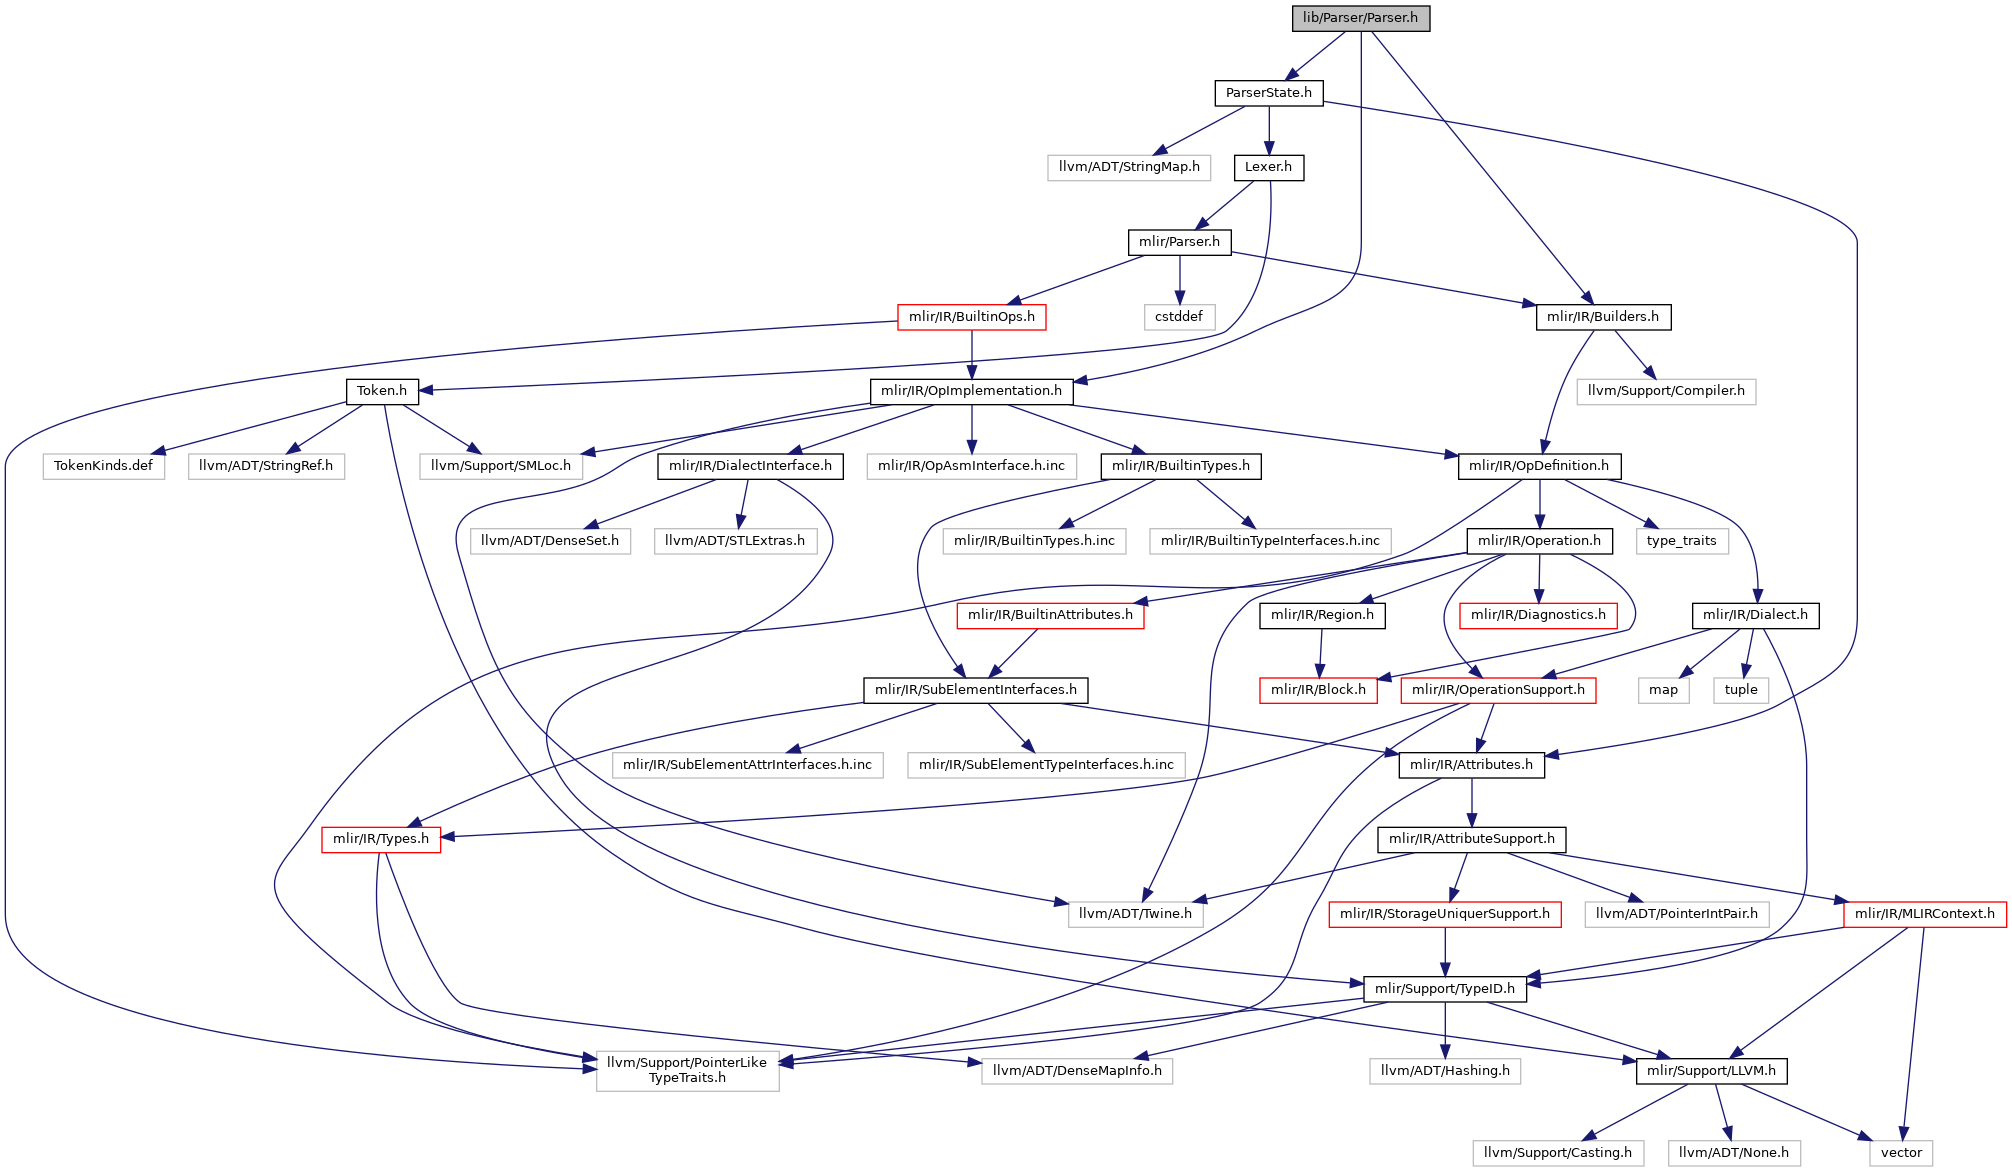 lib/Parser/Parser.h
ParserState.h
llvm/ADT/StringMap.h
Lexer.h
mlir/Parser.h
mlir/IR/BuiltinOps.h
cstddef
mlir/IR/Builders.h
Token.h
mlir/IR/OpImplementation.h
llvm/Support/Compiler.h
TokenKinds.def
llvm/ADT/StringRef.h
llvm/Support/SMLoc.h
mlir/IR/DialectInterface.h
mlir/IR/OpAsmInterface.h.inc
mlir/IR/BuiltinTypes.h
mlir/IR/OpDefinition.h
llvm/ADT/DenseSet.h
llvm/ADT/STLExtras.h
mlir/IR/BuiltinTypes.h.inc
mlir/IR/BuiltinTypeInterfaces.h.inc
mlir/IR/Operation.h
type_traits
mlir/IR/BuiltinAttributes.h
mlir/IR/Region.h
mlir/IR/Diagnostics.h
mlir/IR/Dialect.h
mlir/IR/SubElementInterfaces.h
mlir/IR/Block.h
mlir/IR/OperationSupport.h
map
tuple
mlir/IR/SubElementAttrInterfaces.h.inc
mlir/IR/SubElementTypeInterfaces.h.inc
mlir/IR/Attributes.h
mlir/IR/Types.h
mlir/IR/AttributeSupport.h
llvm/ADT/Twine.h
mlir/IR/StorageUniquerSupport.h
llvm/ADT/PointerIntPair.h
mlir/IR/MLIRContext.h
mlir/Support/TypeID.h
llvm/Support/PointerLike
TypeTraits.h
llvm/ADT/DenseMapInfo.h
llvm/ADT/Hashing.h
mlir/Support/LLVM.h
llvm/Support/Casting.h
llvm/ADT/None.h
vector